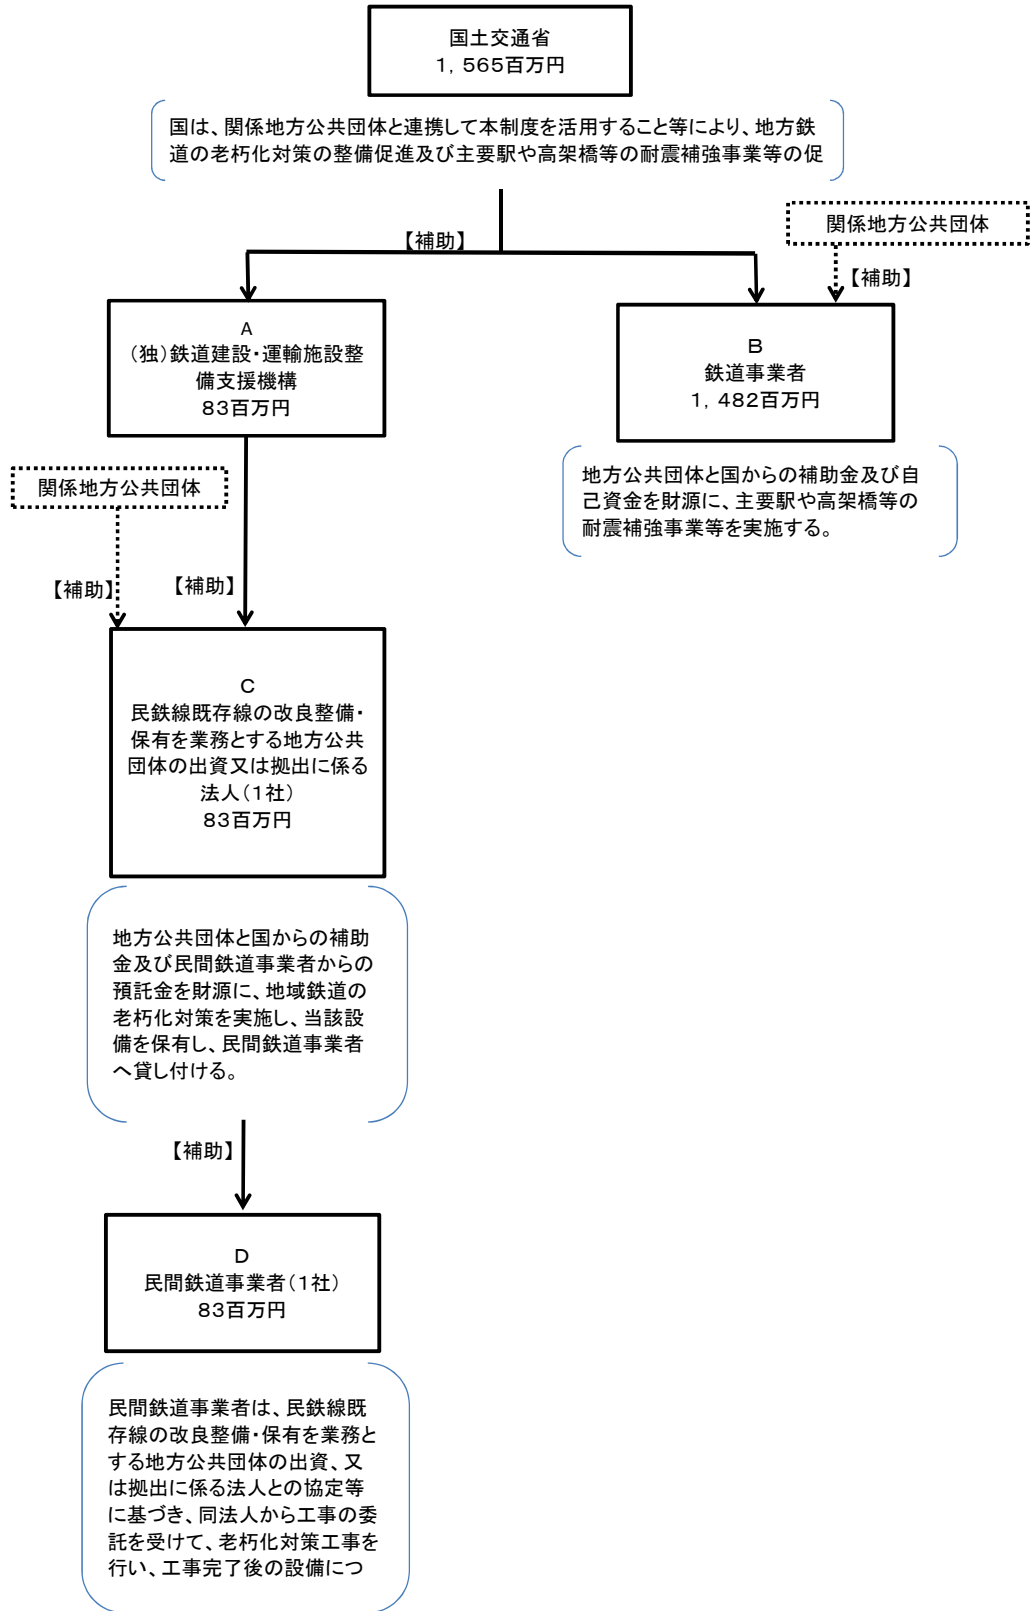 国土交通省
１，５６５百万円
国は、関係地方公共団体と連携して本制度を活用すること等により、地方鉄
道の老朽化対策の整備促進及び主要駅や高架橋等の耐震補強事業等の促
【補助】
関係地方公共団体
【補助】
A
（独）鉄道建設・運輸施設整
備支援機構
８３百万円
B
鉄道事業者
１，４８２百万円
地方公共団体と国からの補助金及び自
己資金を財源に、主要駅や高架橋等の
耐震補強事業等を実施する。
関係地方公共団体
【補助】
【補助】
C
民鉄線既存線の改良整備・
保有を業務とする地方公共
団体の出資又は拠出に係る
法人（１社）
８３百万円
地方公共団体と国からの補助
金及び民間鉄道事業者からの
預託金を財源に、地域鉄道の
老朽化対策を実施し、当該設
備を保有し、民間鉄道事業者
へ貸し付ける。
【補助】
D
民間鉄道事業者（１社）
８３百万円
民間鉄道事業者は、民鉄線既
存線の改良整備・保有を業務と
する地方公共団体の出資、又
は拠出に係る法人との協定等
に基づき、同法人から工事の委
託を受けて、老朽化対策工事を
行い、工事完了後の設備につ